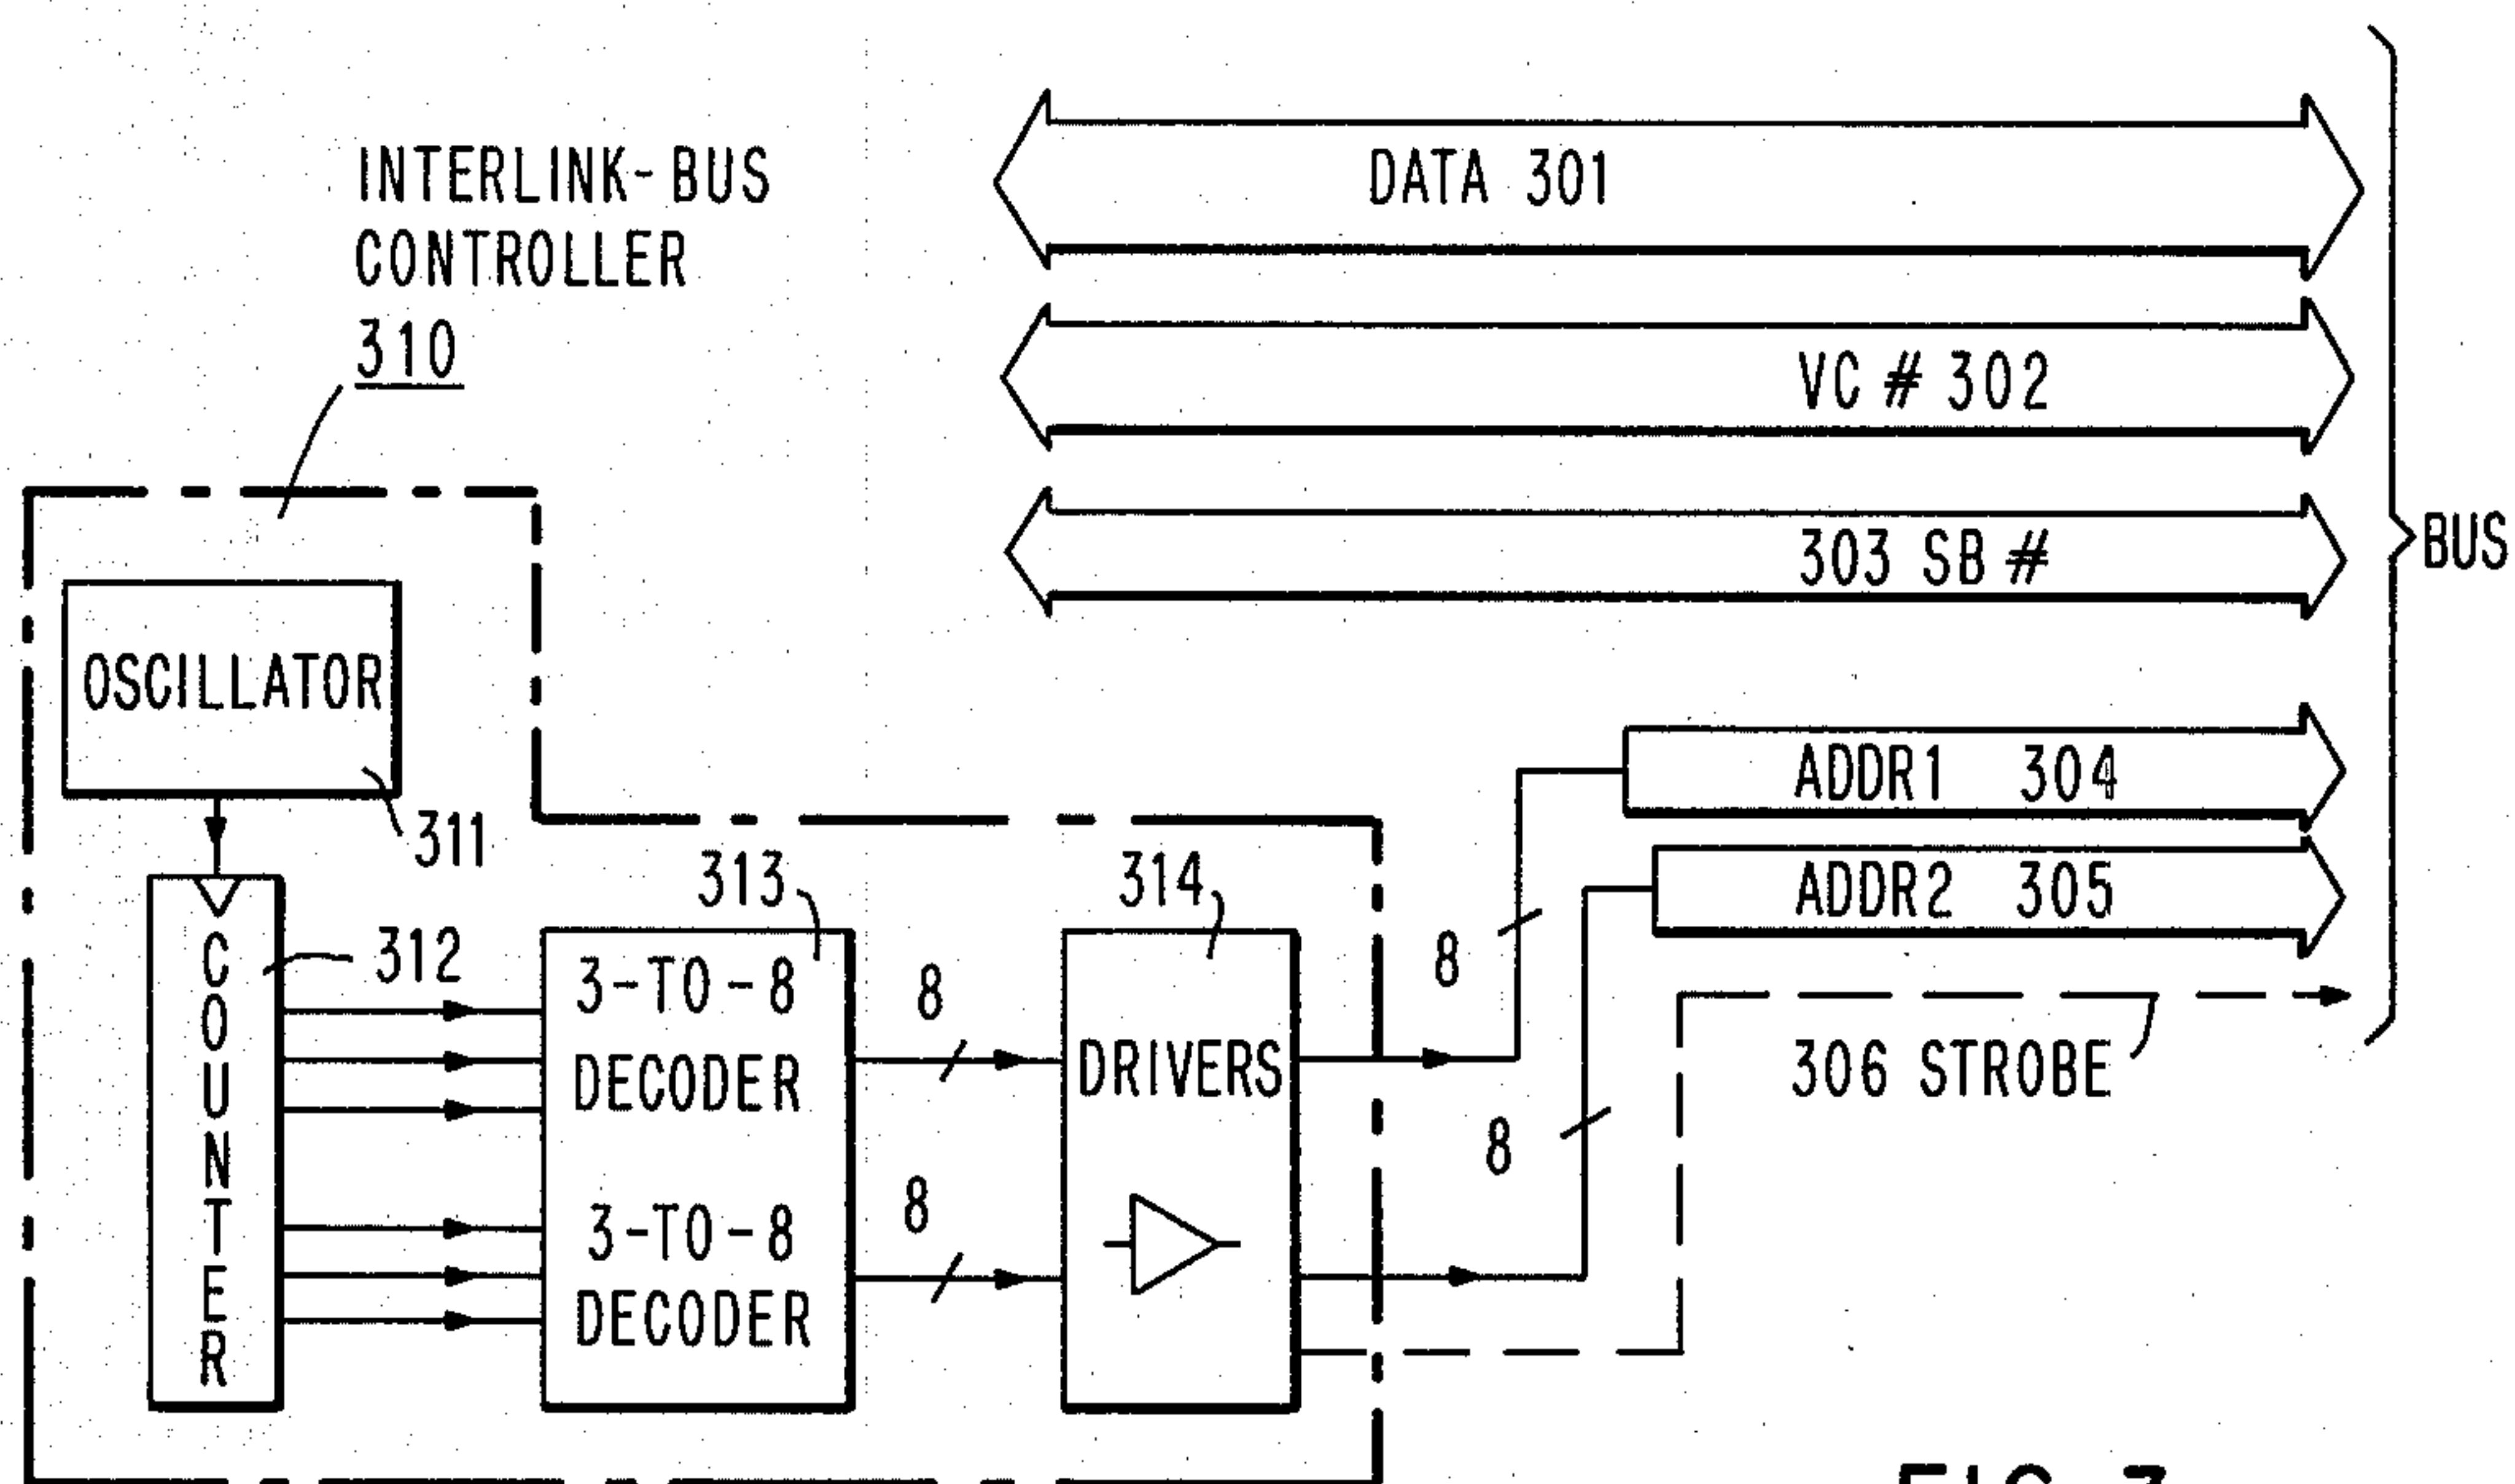 INTERLINK-BUS
CONTROLLER
310
DATA 301
VC # 302
303 SB #
BUS
OSCILLATOR
311
ADDR1 304
ADDR2 305
306 STROBE
COUNTER
312
313
314
3-TO-8
DECODER
3-TO-8
DECODER
8
8
DRIVERS
8
8